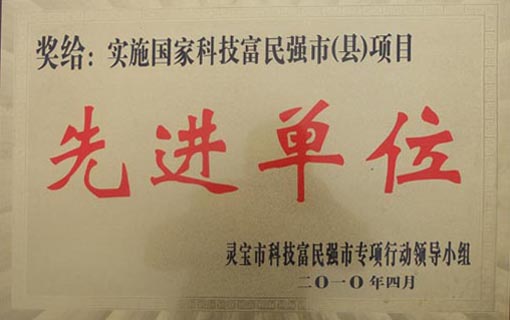 奖给：实施国家科技富民强市(县)项目
先进单位
灵宝市科技富民强市专项行动领导小组
二〇一〇年四月